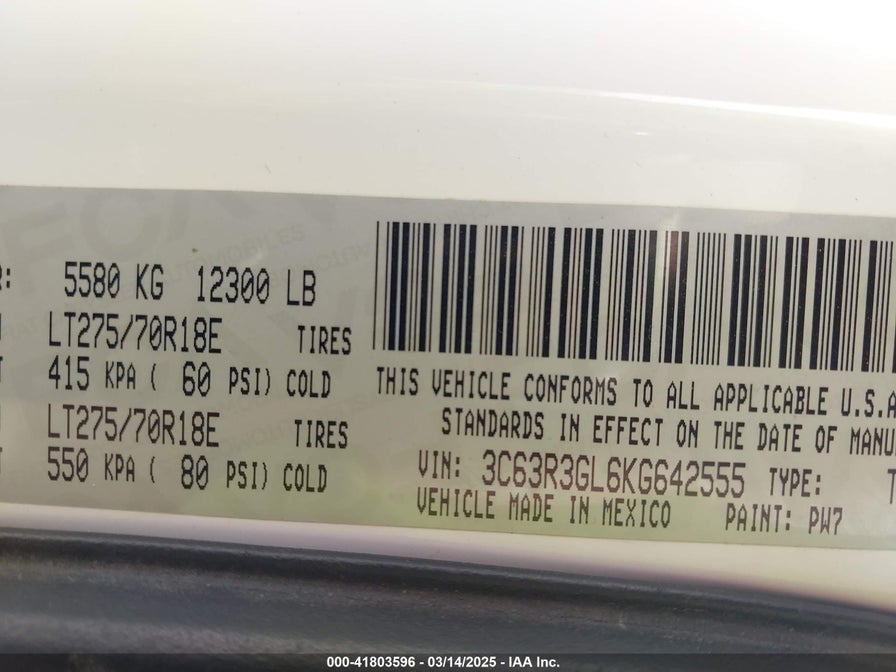 R: 5580 KG 12300 LB
LT275/70R18E TIRES
415 KPA ( 60 PSI) COLD
LT275/70R18E TIRES
550 KPA ( 80 PSI) COLD
THIS VEHICLE CONFORMS TO ALL APPLICABLE U.S.A
STANDARDS IN EFFECT ON THE DATE OF MANU
VIN: 3C63R3GL6KG642555 TYPE: T
VEHICLE MADE IN MEXICO PAINT: PW7
000-41803596 – 03/14/2025 – IAA Inc.